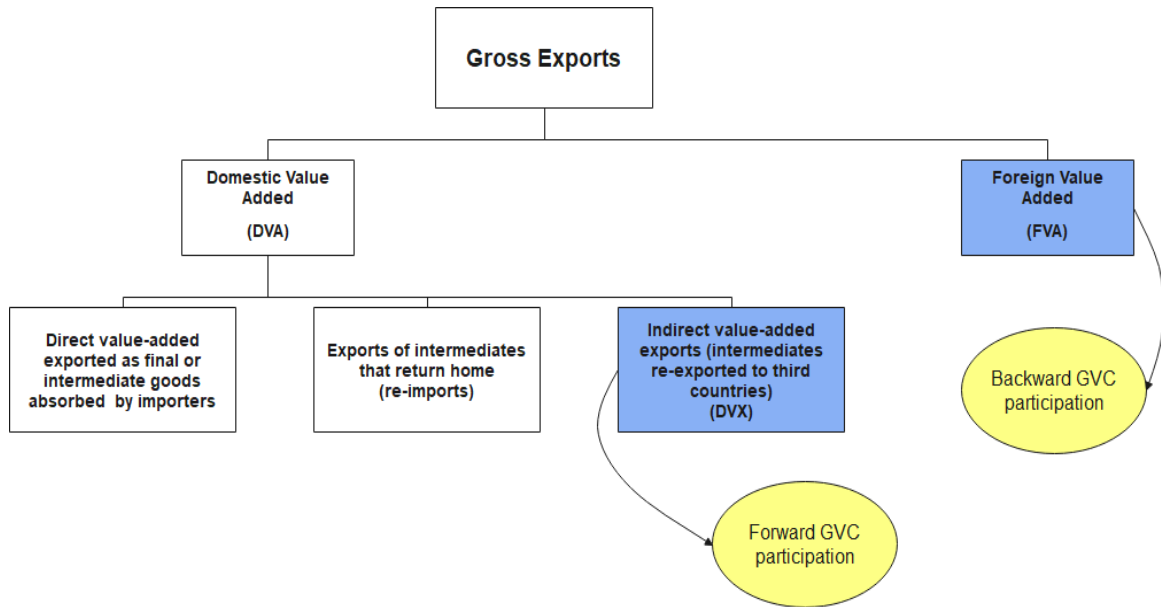 Gross Exports
Domestic Value
Added
(DVA)
Foreign Value
Added
(FVA)
Direct value-added
exported as final or
intermediate goods
absorbed by importers
Exports of intermediates
that return home
(re-imports)
Indirect value-added
exports (intermediates
re-exported to third
countries)
(DVX)
Backward GVC
participation
Forward GVC
participation